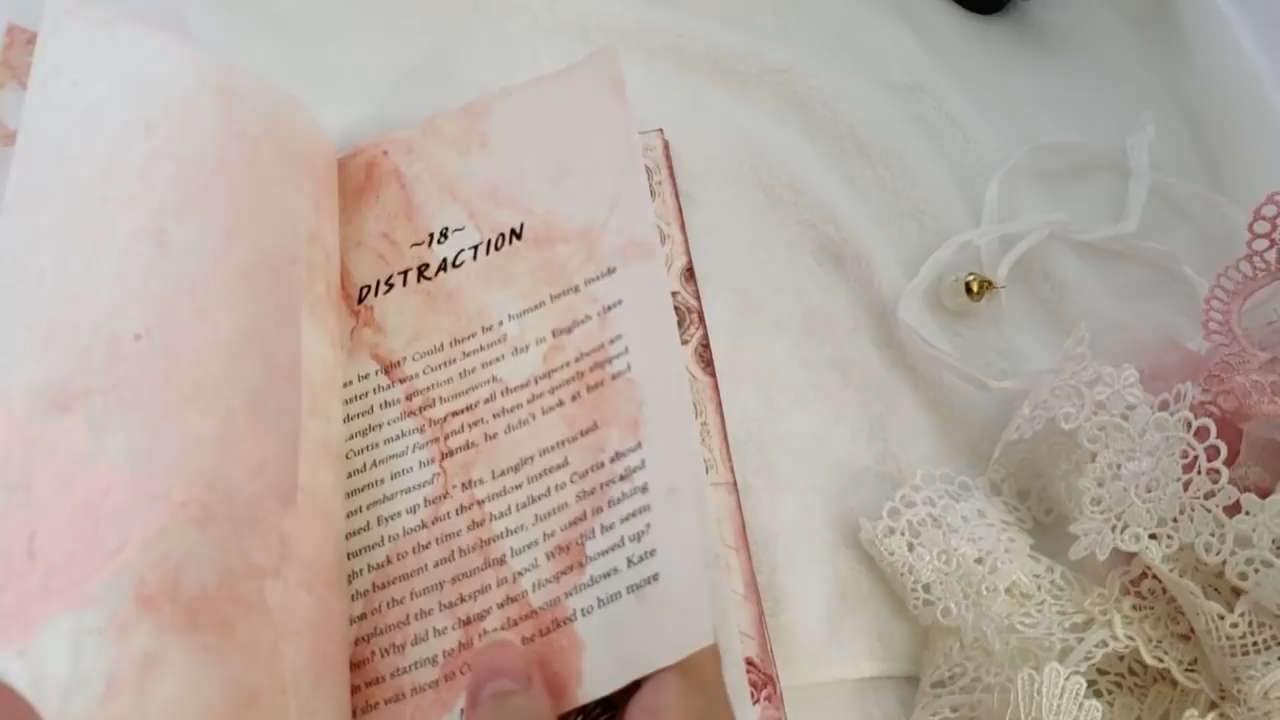 ~18~
DISTRACTION
as be right? Could there be a human being inside
nster that was Curtis Jenkins?
dered this question the next day in English class
angley collected homework.
Curtis making her write all these papers about an
and Animal Farm and yet, when she quietly slipped
aments into his hands, he didn't look at her and
ost embarrassed?
osed. Eyes up here," Mrs. Langley instructed.
turned to look out the window instead.
ght back to the time she had talked to Curtis about
the basement and his brother, Justin. She recalled
ion of the funny-sounding lures he used in fishing
explained the backspin in pool. Why did he seem
hen? Why did he change when Hooper showed up?
n was starting to hit the classroom windows. Kate
f she was nicer to he talked to him more